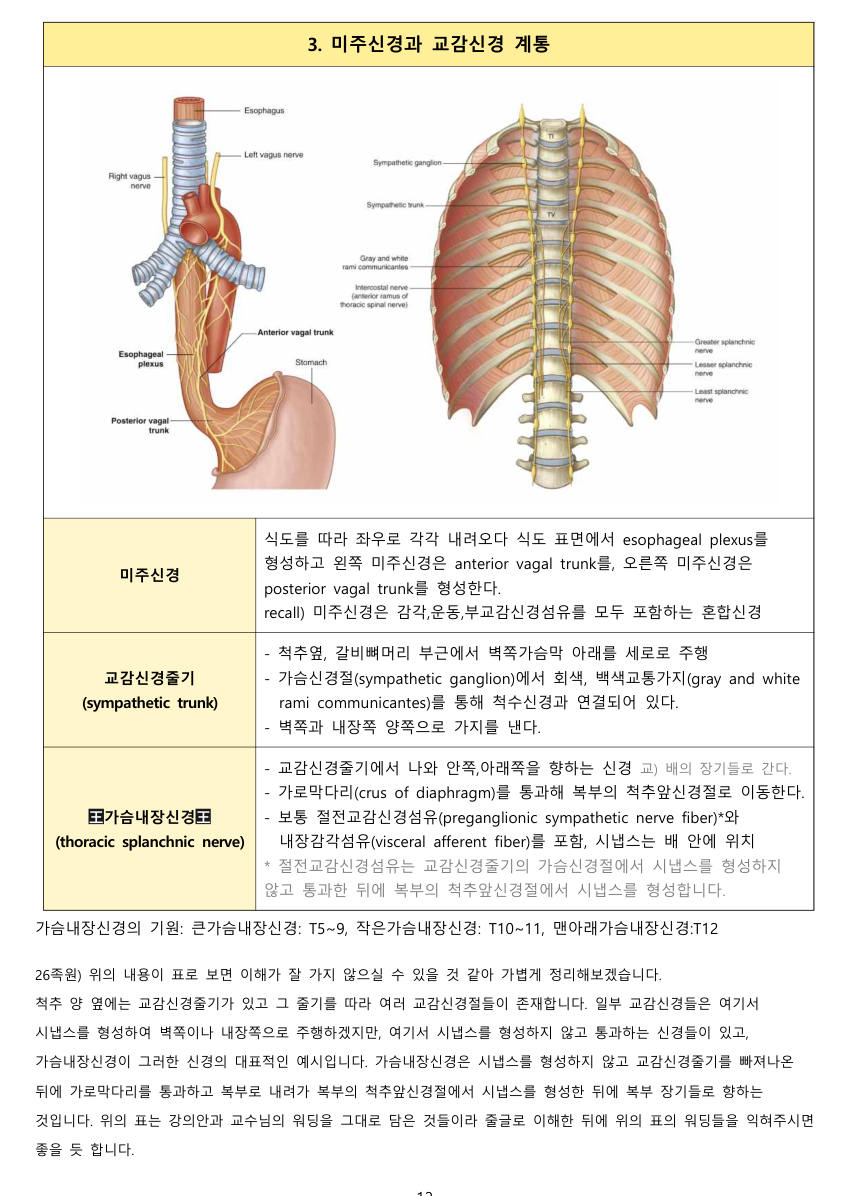 3. 미주신경과 교감신경 계통
Esophagus
Left vagus nerve
Right vagus
nerve
Anterior vagal trunk
Esophageal
plexus
Stomach
Posterior vagal
trunk
TI
Sympathetic ganglion
Sympathetic trunk
TV
Gray and white
rami communicantes
Intercostal nerve
(anterior ramus of
thoracic spinal nerve)
Greater splanchnic
nerve
Lesser splanchnic
nerve
Least splanchnic
nerve
미주신경
식도를 따라 좌우로 각각 내려오다 식도 표면에서 esophageal plexus를
형성하고 왼쪽 미주신경은 anterior vagal trunk를, 오른쪽 미주신경은
posterior vagal trunk를 형성한다.
recall) 미주신경은 감각,운동,부교감신경섬유를 모두 포함하는 혼합신경
교감신경줄기
(sympathetic trunk)
- 척추옆, 갈비뼈머리 부근에서 벽쪽가슴막 아래를 세로로 주행
- 가슴신경절(sympathetic ganglion)에서 회색, 백색교통가지(gray and white
rami communicantes)를 통해 척수신경과 연결되어 있다.
- 벽쪽과 내장쪽 양쪽으로 가지를 낸다.
王가슴내장신경王
(thoracic splanchnic nerve)
- 교감신경줄기에서 나와 안쪽,아래쪽을 향하는 신경 교) 배의 장기들로 간다.
- 가로막다리(crus of diaphragm)를 통과해 복부의 척추앞신경절로 이동한다.
- 보통 절전교감신경섬유(preganglionic sympathetic nerve fiber)*와
내장감각섬유(visceral afferent fiber)를 포함, 시냅스는 배 안에 위치
* 절전교감신경섬유는 교감신경줄기의 가슴신경절에서 시냅스를 형성하지
않고 통과한 뒤에 복부의 척추앞신경절에서 시냅스를 형성합니다.
가슴내장신경의 기원: 큰가슴내장신경: T5~9, 작은가슴내장신경: T10~11, 맨아래가슴내장신경:T12
26족원) 위의 내용이 표로 보면 이해가 잘 가지 않으실 수 있을 것 같아 가볍게 정리해보겠습니다.
척추 양 옆에는 교감신경줄기가 있고 그 줄기를 따라 여러 교감신경절들이 존재합니다. 일부 교감신경들은 여기서
시냅스를 형성하여 벽쪽이나 내장쪽으로 주행하겠지만, 여기서 시냅스를 형성하지 않고 통과하는 신경들이 있고,
가슴내장신경이 그러한 신경의 대표적인 예시입니다. 가슴내장신경은 시냅스를 형성하지 않고 교감신경줄기를 빠져나온
뒤에 가로막다리를 통과하고 복부로 내려가 복부의 척추앞신경절에서 시냅스를 형성한 뒤에 복부 장기들로 향하는
것입니다. 위의 표는 강의안과 교수님의 워딩을 그대로 담은 것들이라 줄글로 이해한 뒤에 위의 표의 워딩들을 익혀주시면
좋을 듯 합니다.